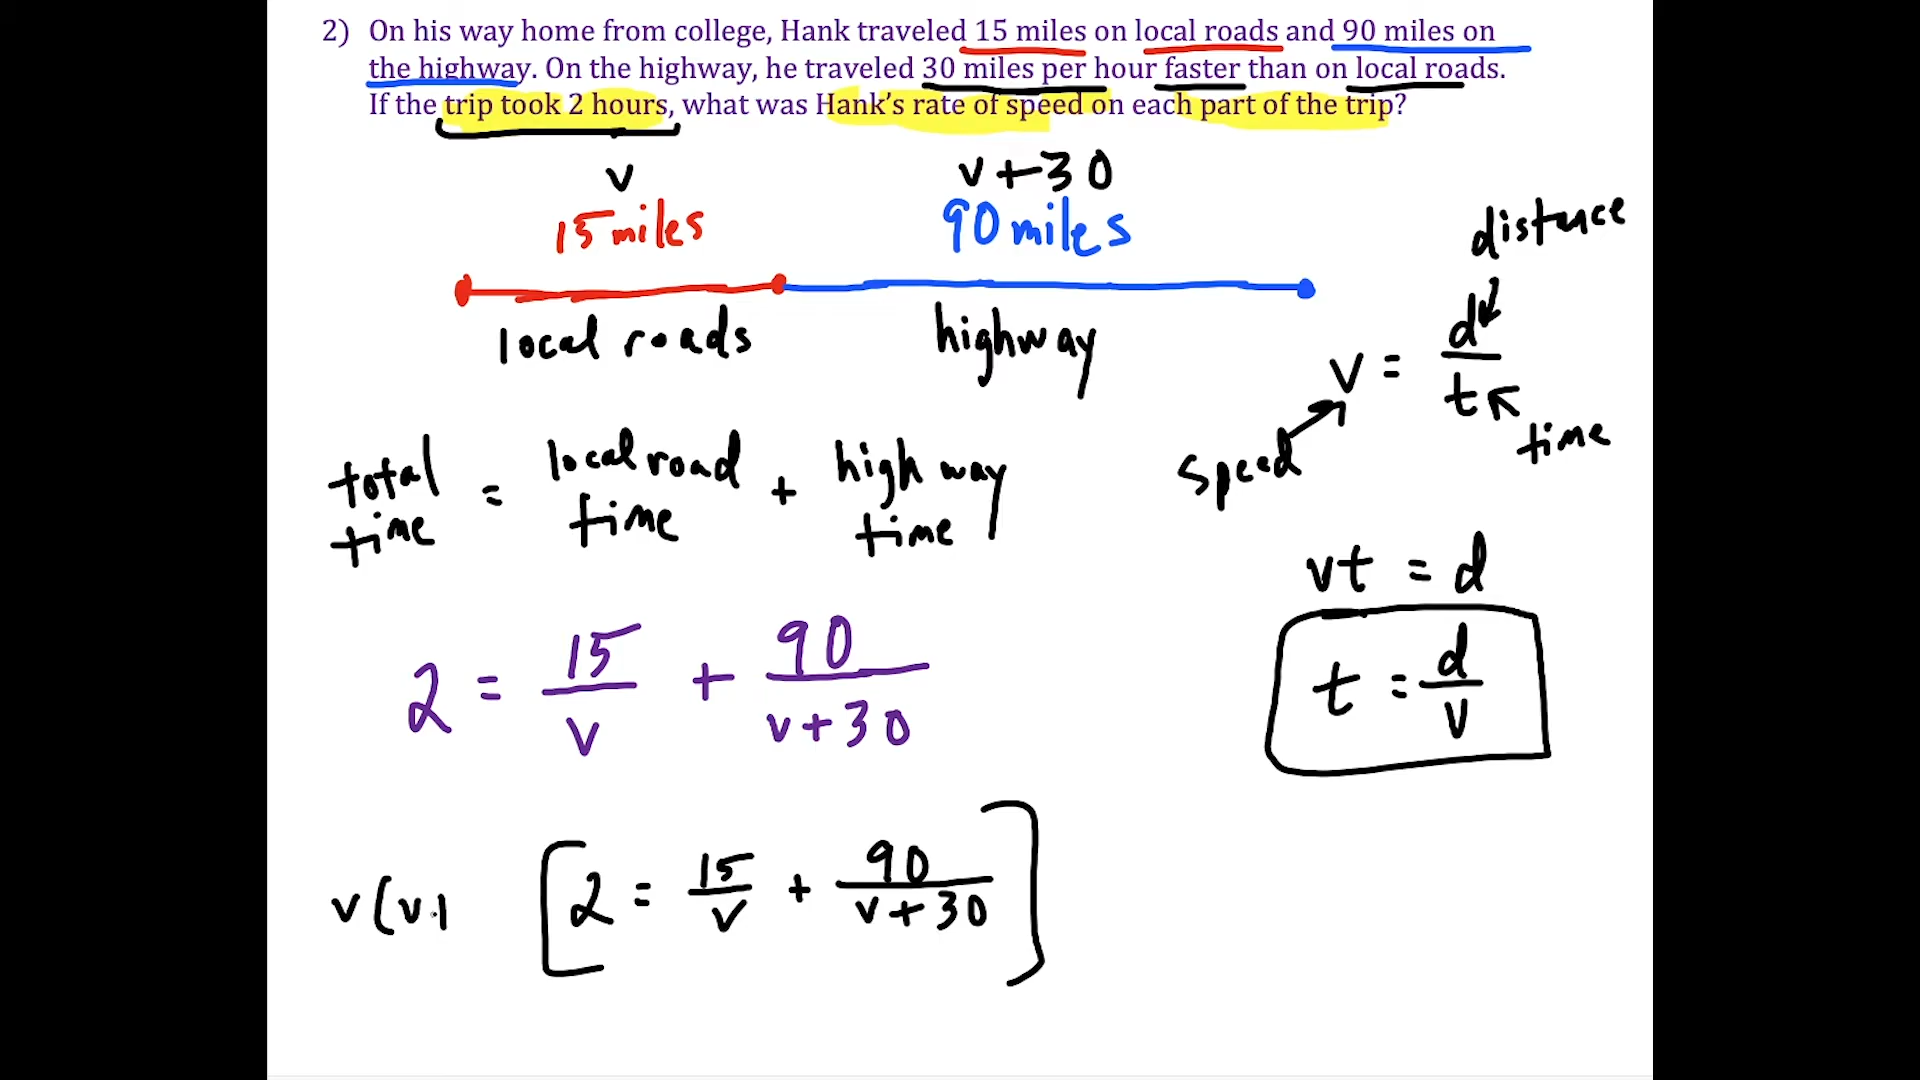 2) On his way home from college, Hank traveled 15 miles on local roads and 90 miles on
the highway. On the highway, he traveled 30 miles per hour faster than on local roads.
If the trip took 2 hours, what was Hank's rate of speed on each part of the trip?
v
v+30
15 miles
90 miles
local roads
highway
distance
v = d/t
speed
time
total time = local road time + high way time
vt = d
2 = 15/v + 90/(v+30)
t = d/v
v(v+ [2 = 15/v + 90/(v+30)]